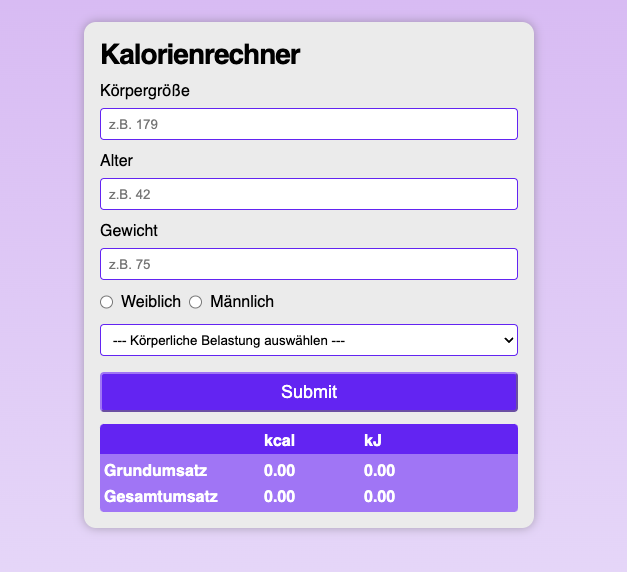 Kalorienrechner
Körpergröße
z.B. 179
Alter
z.B. 42
Gewicht
z.B. 75
Weiblich Männlich
--- Körperliche Belastung auswählen ---
Submit
kcal kJ
Grundumsatz 0.00 0.00
Gesamtumsatz 0.00 0.00